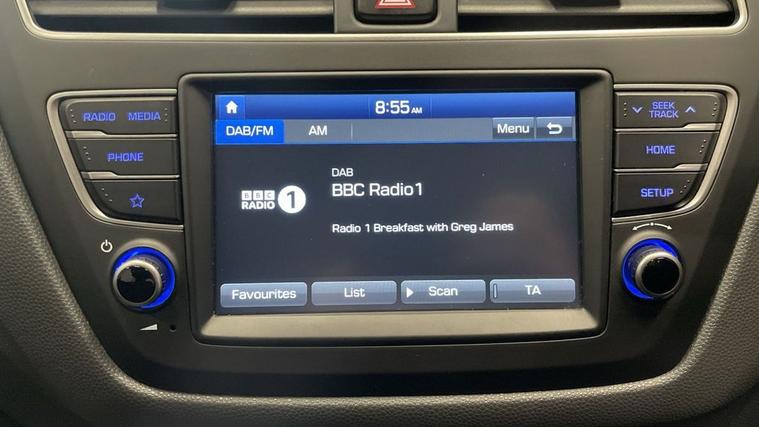 8:55 AM
DAB/FM AM Menu
RADIO MEDIA
SEEK
TRACK
PHONE
HOME
SETUP
DAB
BBC Radio 1
BBC
RADIO 1
Radio 1 Breakfast with Greg James
Favourites List Scan TA